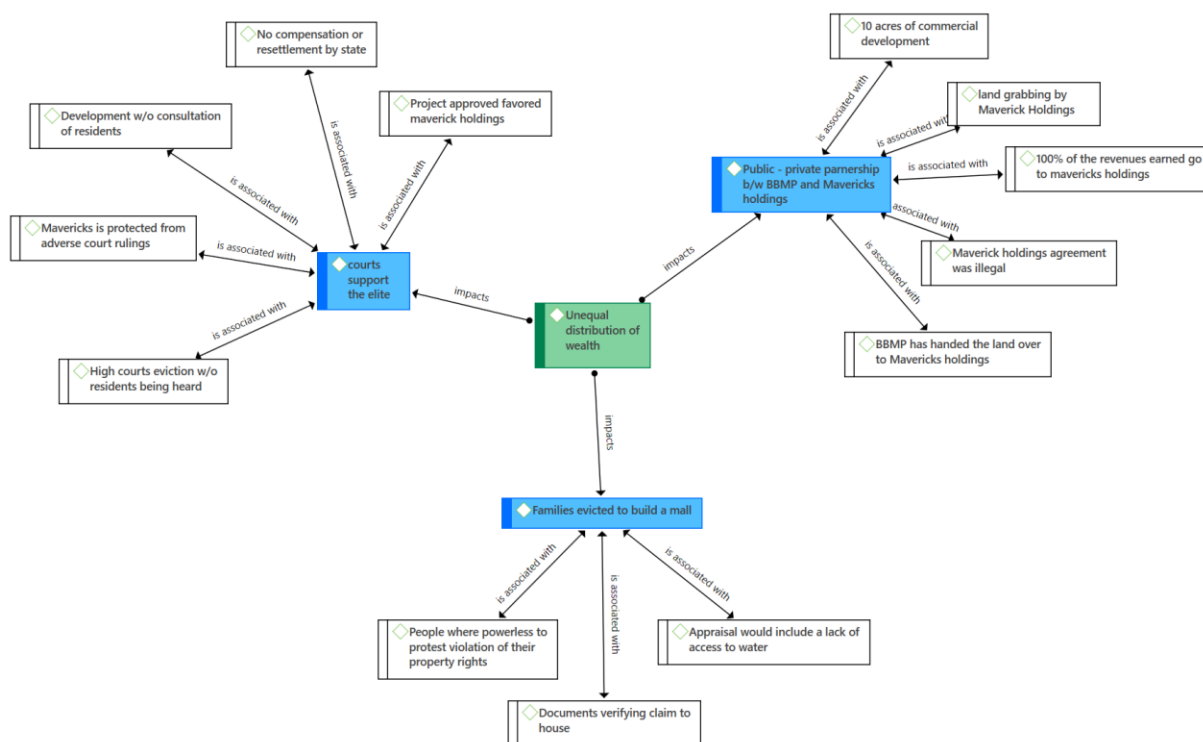 No compensation or
resettlement by state
10 acres of commercial
development
Development w/o consultation
of residents
Project approved favored
maverick holdings
land grabbing by
Maverick Holdings
is associated with
is associated with
is associated with
is associated with
is associated with
is associated with
100% of the revenues earned go
to mavericks holdings
Public - private parnership
b/w BBMP and Mavericks
holdings
is associated with
Mavericks is protected from
adverse court rulings
is associated with
associated with
Maverick holdings agreement
was illegal
courts
support
the elite
impacts
impacts
is associated with
is associated with
Unequal
distribution of
wealth
High courts eviction w/o
residents being heard
BBMP has handed the land over
to Mavericks holdings
impacts
Families evicted to build a mall
is associated with
is associated with
is associated with
People where powerless to
protest violation of their
property rights
Appraisal would include a lack of
access to water
Documents verifying claim to
house